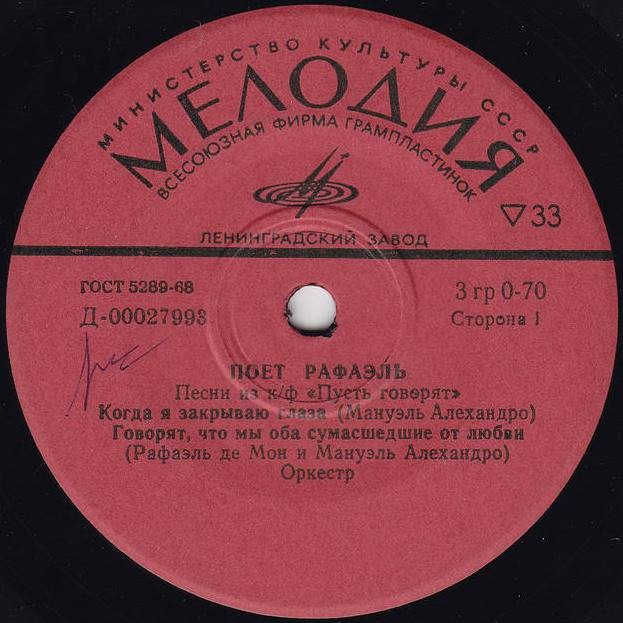 МИНИСТЕРСТВО КУЛЬТУРЫ СССР
МЕЛОДИЯ
ВСЕСОЮЗНАЯ ФИРМА ГРАМПЛАСТИНОК
▽33
ЛЕНИНГРАДСКИЙ ЗАВОД
ГОСТ 5289-68
3 гр 0-70
Д-00027993
Сторона 1
ПОЕТ РАФАЭЛЬ
Песни из к/ф «Пусть говорят»
Когда я закрываю глаза (Мануэль Алехандро)
Говорят, что мы оба сумасшедшие от любви
(Рафаэль де Мон и Мануэль Алехандро)
Оркестр